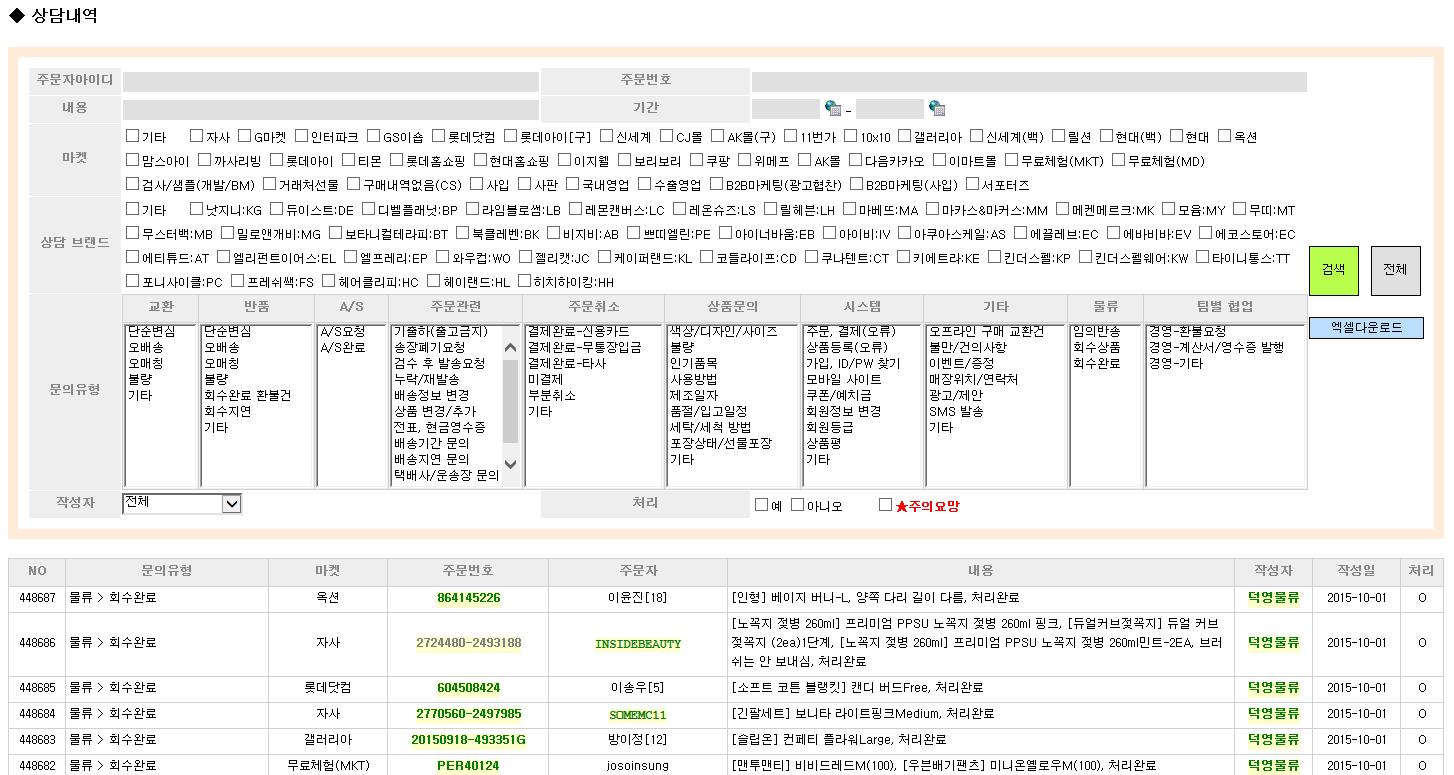 ◆ 상담내역
주문자아이디 주문번호
내용 기간 -
마켓
기타 자사 G마켓 인터파크 GS이숍 롯데닷컴 롯데아이[구] 신세계 CJ몰 AK몰(구) 11번가 10x10 갤러리아 신세계(백) 릴션 현대(백) 현대 옥션
맘스아이 까사리빙 롯데아이 티몬 롯데홈쇼핑 현대홈쇼핑 이지웰 보리보리 쿠팡 위메프 AK몰 다음카카오 이마트몰 무료체험(MKT) 무료체험(MD)
검사/샘플(개발/BM) 거래처선물 구매내역없음(CS) 사입 사판 국내영업 수출영업 B2B마케팅(광고협찬) B2B마케팅(사입) 서포터즈
상담 브랜드
기타 낫지니:KG 듀이스트:DE 디벨플래닛:BP 라임블로썸:LB 레몬캔버스:LC 레온슈즈:LS 릴헤븐:LH 마베뜨:MA 마카스&마커스:MM 메켄메르크:MK 모윰:MY 무띠:MT
무스터백:MB 밀로앤개비:MG 보타니컬테라피:BT 북클레벤:BK 비지비:AB 쁘띠엘린:PE 아이너바움:EB 아이비:IV 아쿠아스케일:AS 에끌레브:EC 에바비바:EV 에코스토어:EC
에티튜드:AT 엘리펀트이어스:EL 엘프레리:EP 와우컵:WO 젤리캣:JC 케이퍼랜드:KL 코들라이프:CD 쿠나텐트:CT 키에트라:KE 킨더스펠:KP 킨더스펠웨어:KW 타이니통스:TT
포니사이클:PC 프레쉬쌕:FS 헤어클리피:HC 헤이랜드:HL 히치하이킹:HH
검색 전체
엑셀다운로드
문의유형
교환 반품 A/S 주문관련 주문취소 상품문의 시스템 기타 물류 팀별 협업
단순변심 단순변심 A/S요청 기출하(출고금지) 결제완료-신용카드 색상/디자인/사이즈 주문, 결제(오류) 오프라인 구매 교환건 임의반송 경영-환불요청
오배송 오배송 A/S완료 송장폐기요청 결제완료-무통장입금 불량 상품등록(오류) 불만/건의사항 회수상품 경영-계산서/영수증 발행
오매칭 오매칭 검수 후 발송요청 결제완료-타사 인기품목 가입, ID/PW 찾기 이벤트/증정 회수완료 경영-기타
불량 불량 누락/재발송 미결제 사용방법 모바일 사이트 매장위치/연락처
기타 회수완료 환불건 배송정보 변경 부분취소 제조일자 쿠폰/예치금 광고/제안
회수지연 상품 변경/추가 기타 품절/입고일정 회원정보 변경 SMS 발송
기타 전표, 현금영수증 세탁/세척 방법 회원등급 기타
배송기간 문의 포장상태/선물포장 상품평
배송지연 문의 기타 기타
택배사/운송장 문의
작성자 전체 처리 예 아니오 ★주의요망
NO 문의유형 마켓 주문번호 주문자 내용 작성자 작성일 처리
448687 물류 > 회수완료 옥션 864145226 이윤진[18] [인형] 베이지 버니-L, 양쪽 다리 길이 다름, 처리완료 덕영물류 2015-10-01 O
448686 물류 > 회수완료 자사 2724480-2493188 INSIDEBEAUTY [노꼭지 젖병 260ml] 프리미엄 PPSU 노꼭지 젖병 260ml 핑크, [듀얼커브젖꼭지] 듀얼 커브 젖꼭지 (2ea)1단계, [노꼭지 젖병 260ml] 프리미엄 PPSU 노꼭지 젖병 260ml민트-2EA, 브러쉬는 안 보내심, 처리완료 덕영물류 2015-10-01 O
448685 물류 > 회수완료 롯데닷컴 604508424 이송우[5] [소프트 코튼 블랭킷] 캔디 버드Free, 처리완료 덕영물류 2015-10-01 O
448684 물류 > 회수완료 자사 2770560-2497985 SOMEMC11 [긴팔세트] 보니타 라이트핑크Medium, 처리완료 덕영물류 2015-10-01 O
448683 물류 > 회수완료 갤러리아 20150918-493351G 방이정[12] [슬립온] 컨페티 플라워Large, 처리완료 덕영물류 2015-10-01 O
448682 물류 > 회수완료 무료체험(MKT) PER40124 josoinsung [맨투맨티] 비비드레드M(100), [우븐배기팬츠] 미니온옐로우M(100), 처리완료 덕영물류 2015-10-01 O